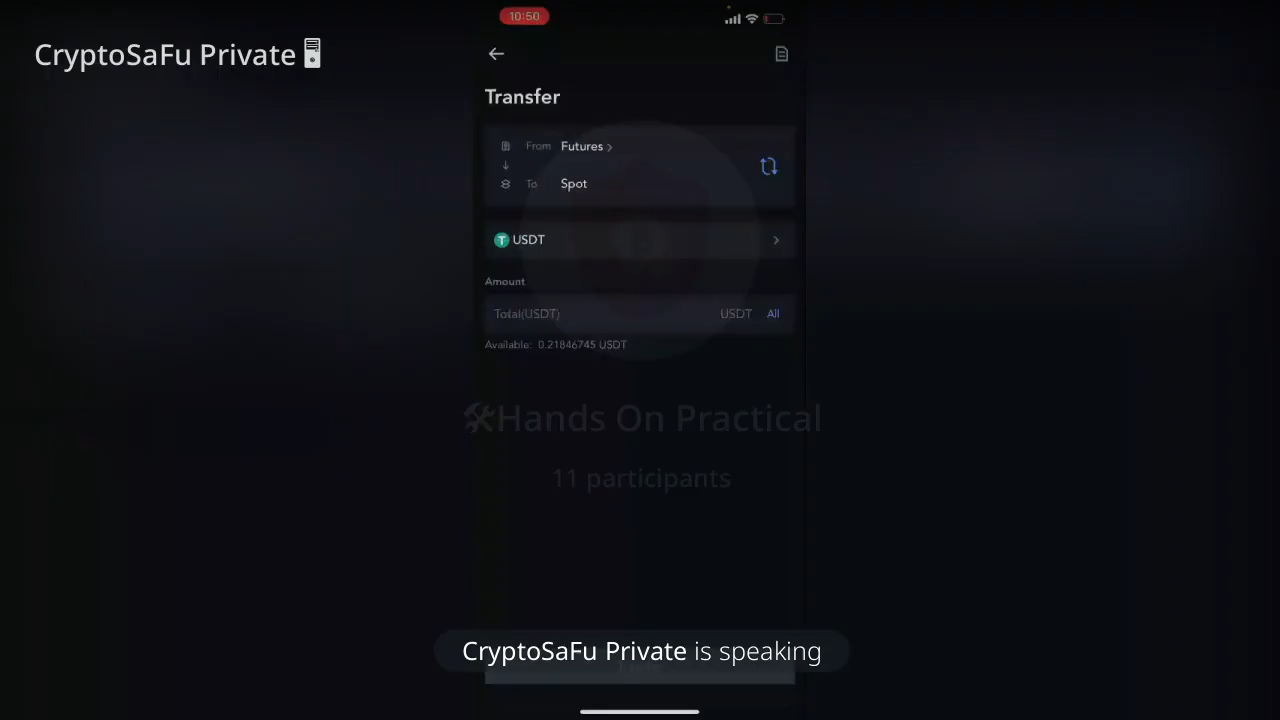 10:50
CryptoSaFu Private
Transfer
From Futures >
To Spot
USDT
Amount
Total(USDT) USDT All
Available: 0.21846745 USDT
Hands On Practical
11 participants
CryptoSaFu Private is speaking